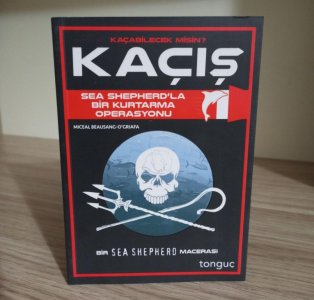 KAÇABİLECEK MİSİN?
KAÇIŞ
SEA SHEPHERD'LA
BİR KURTARMA
OPERASYONU
MICEAL BEAUSANG-O'GRIAFA
BİR SEA SHEPHERD MACERASI
tonguç